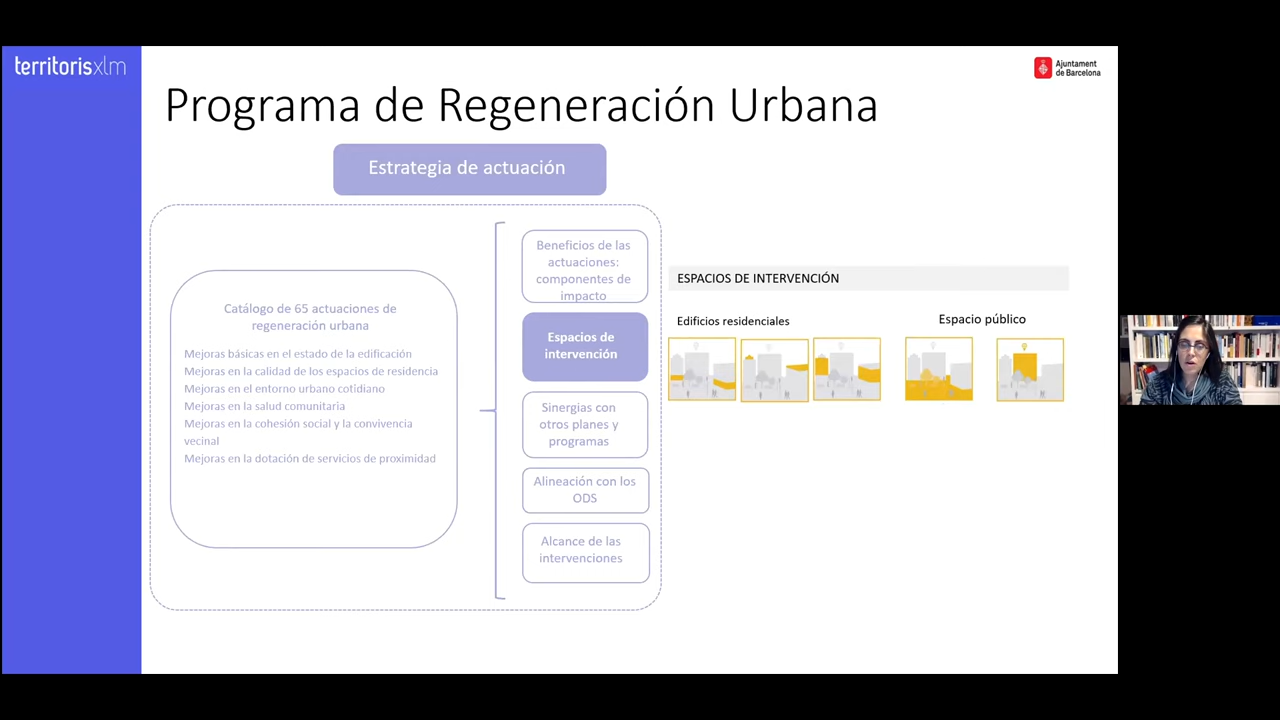 territorisxlm
Ajuntament
de Barcelona
Programa de Regeneración Urbana
Estrategia de actuación
Catálogo de 65 actuaciones de
regeneración urbana
Mejoras básicas en el estado de la edificación
Mejoras en la calidad de los espacios de residencia
Mejoras en el entorno urbano cotidiano
Mejoras en la salud comunitaria
Mejoras en la cohesión social y la convivencia
vecinal
Mejoras en la dotación de servicios de proximidad
Beneficios de las
actuaciones:
componentes de
impacto
Espacios de
intervención
Sinergias con
otros planes y
programas
Alineación con los
ODS
Alcance de las
intervenciones
ESPACIOS DE INTERVENCIÓN
Edificios residenciales
Espacio público